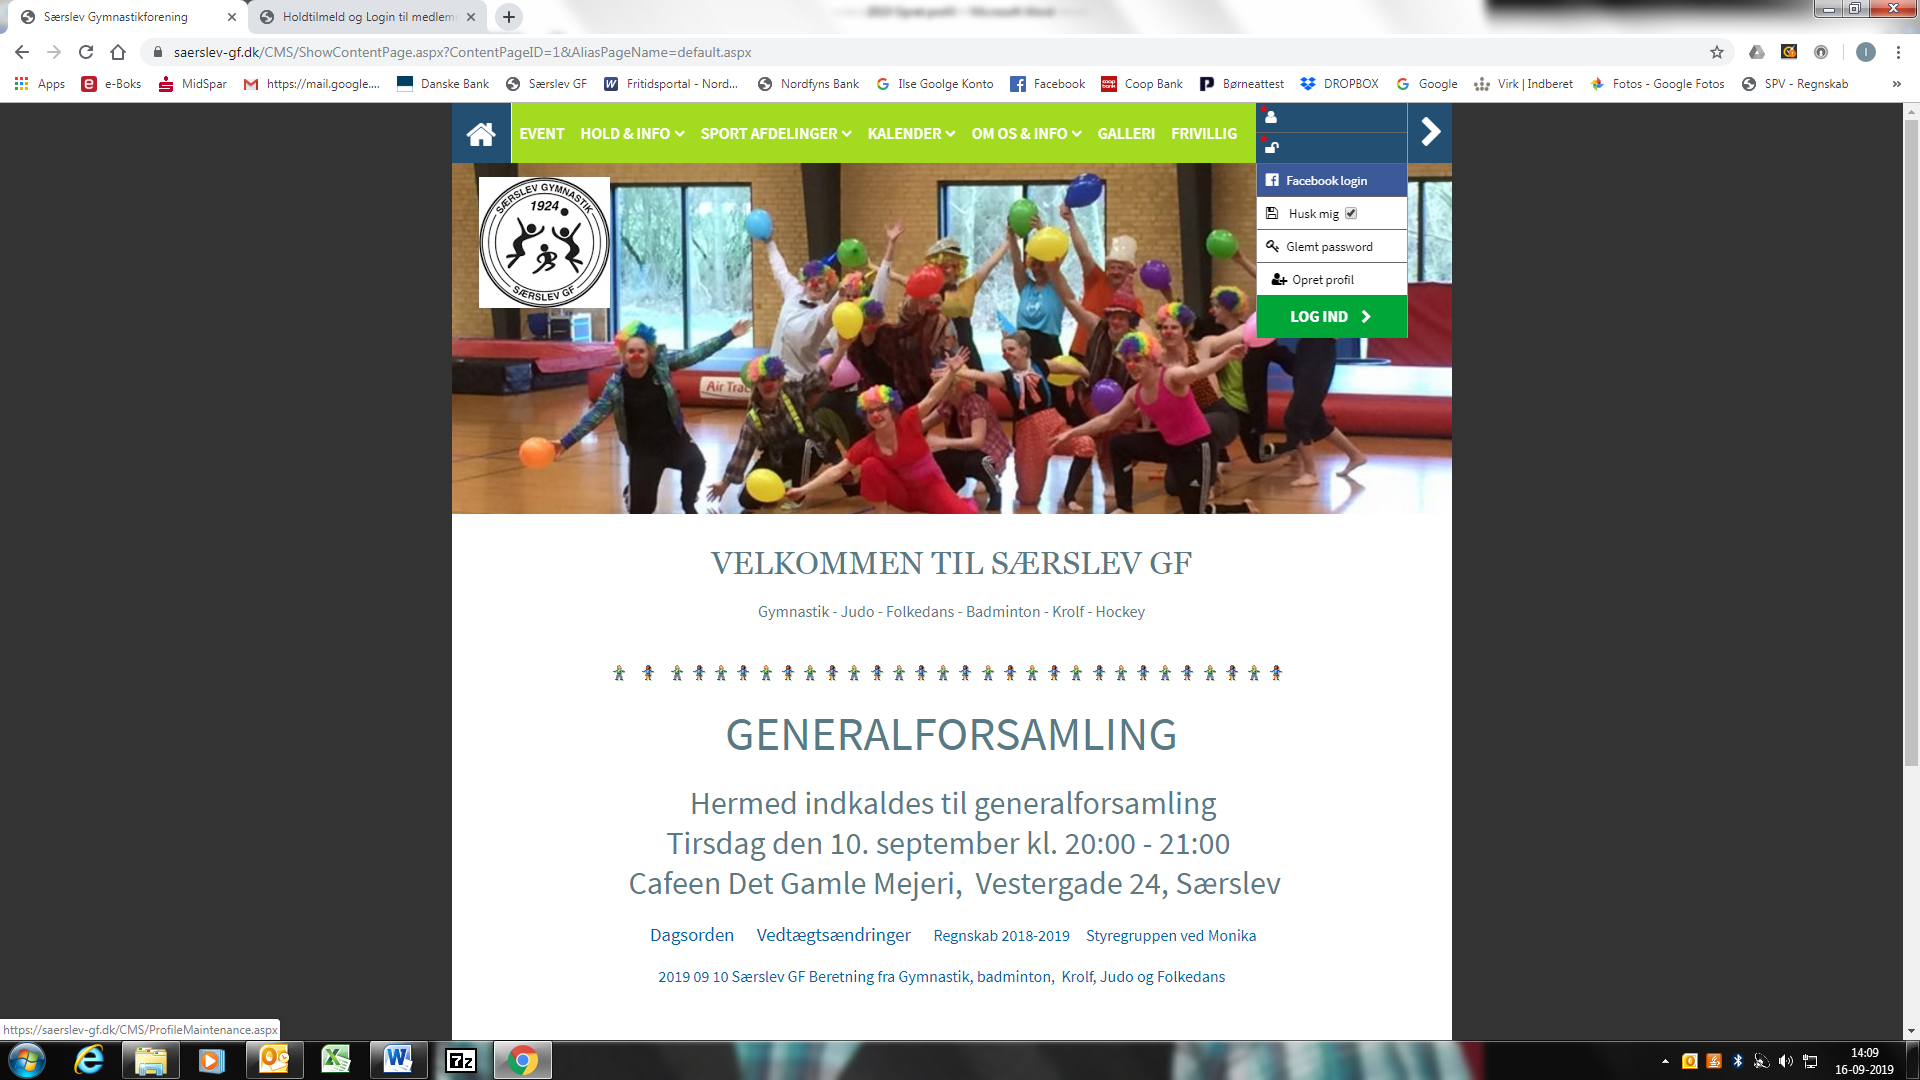 Særslev Gymnastikforening
Holdtilmeld og Login til medlem
saerslev-gf.dk/CMS/ShowContentPage.aspx?ContentPageID=1&AliasPageName=default.aspx
Apps e-Boks MidSpar https://mail.google.... Danske Bank Særslev GF Fritidsportal - Nord... Nordfyns Bank Ilse Goolge Konto Facebook Coop Bank Børneattest DROPBOX Google Virk | Indberet Fotos - Google Fotos SPV - Regnskab »
EVENT HOLD & INFO SPORT AFDELINGER KALENDER OM OS & INFO GALLERI FRIVILLIG
Facebook login
Husk mig
Glemt password
Opret profil
LOG IND
SÆRSLEV GYMNASTIK
1924
SÆRSLEV GF
Air Trac
VELKOMMEN TIL SÆRSLEV GF
Gymnastik - Judo - Folkedans - Badminton - Krolf - Hockey
GENERALFORSAMLING
Hermed indkaldes til generalforsamling
Tirsdag den 10. september kl. 20:00 - 21:00
Cafeen Det Gamle Mejeri, Vestergade 24, Særslev
Dagsorden Vedtægtsændringer Regnskab 2018-2019 Styregruppen ved Monika
2019 09 10 Særslev GF Beretning fra Gymnastik, badminton, Krolf, Judo og Folkedans
https://saerslev-gf.dk/CMS/ProfileMaintenance.aspx
14:09
16-09-2019